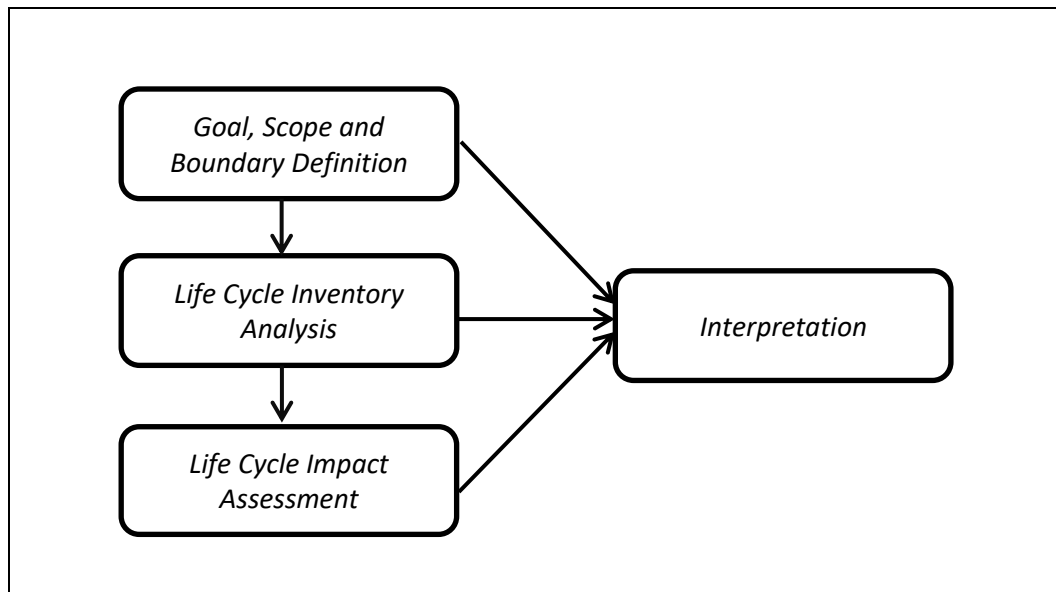 Goal, Scope and
Boundary Definition
Life Cycle Inventory
Analysis
Interpretation
Life Cycle Impact
Assessment